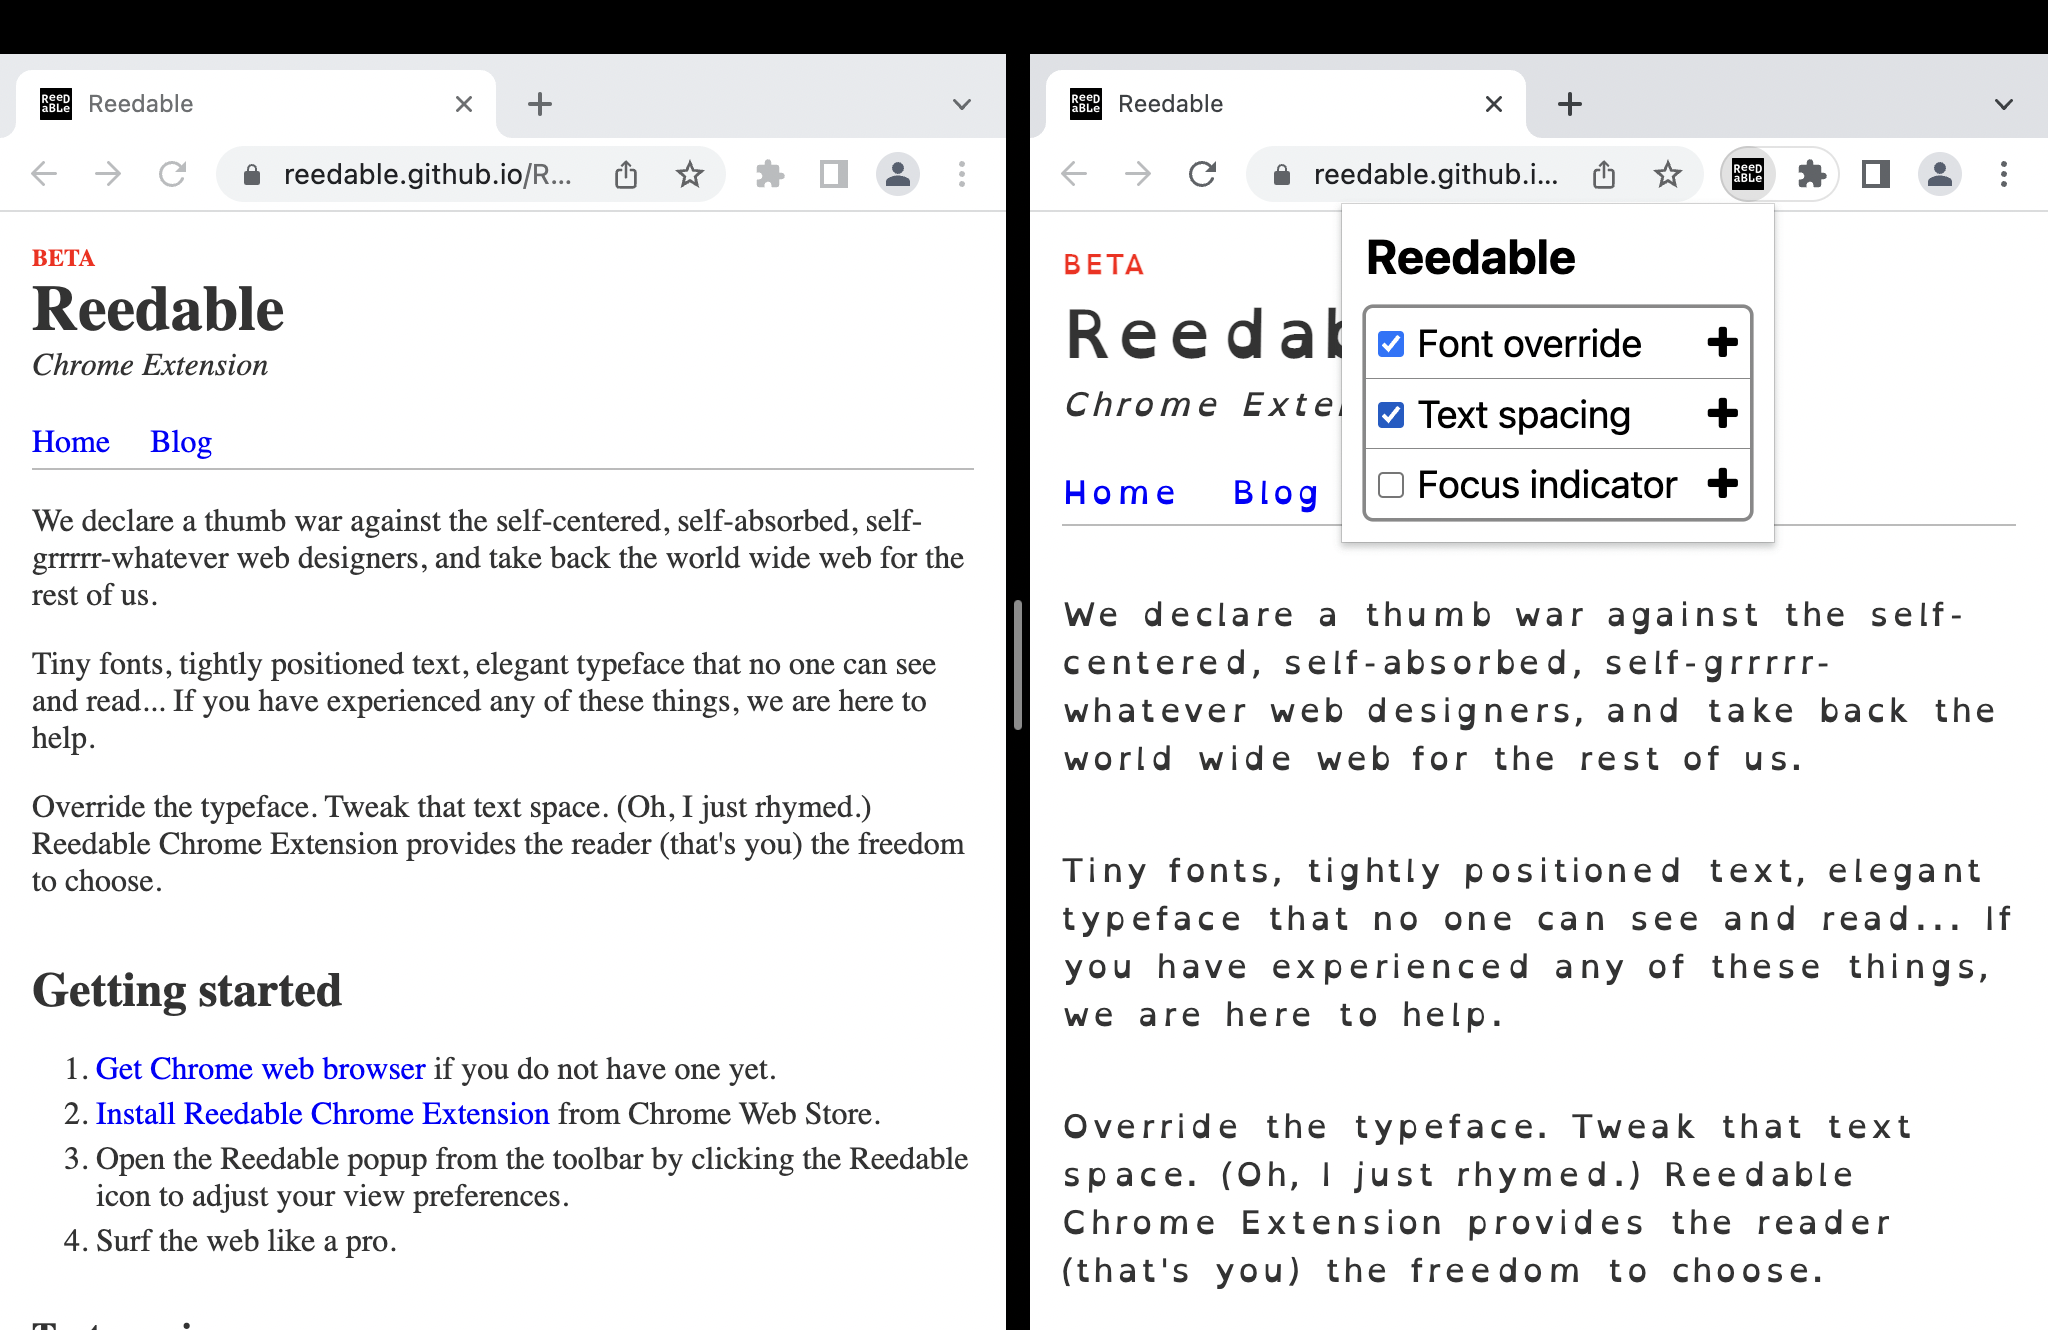 ReeD
aBLe
Reedable
reedable.github.io/R...
BETA
Reedable
Chrome Extension
Home Blog
We declare a thumb war against the self-centered, self-absorbed, self-
grrrrr-whatever web designers, and take back the world wide web for the
rest of us.
Tiny fonts, tightly positioned text, elegant typeface that no one can see
and read... If you have experienced any of these things, we are here to
help.
Override the typeface. Tweak that text space. (Oh, I just rhymed.)
Reedable Chrome Extension provides the reader (that's you) the freedom
to choose.
Getting started
1. Get Chrome web browser if you do not have one yet.
2. Install Reedable Chrome Extension from Chrome Web Store.
3. Open the Reedable popup from the toolbar by clicking the Reedable
icon to adjust your view preferences.
4. Surf the web like a pro.
ReeD
aBLe
Reedable
reedable.github.i...
ReeD
aBLe
Reedable
Font override
Text spacing
Focus indicator
BETA
Reedab
Chrome Exte
Home Blog
We declare a thumb war against the self-
centered, self-absorbed, self-grrrrr-
whatever web designers, and take back the
world wide web for the rest of us.
Tiny fonts, tightly positioned text, elegant
typeface that no one can see and read... If
you have experienced any of these things,
we are here to help.
Override the typeface. Tweak that text
space. (Oh, I just rhymed.) Reedable
Chrome Extension provides the reader
(that's you) the freedom to choose.